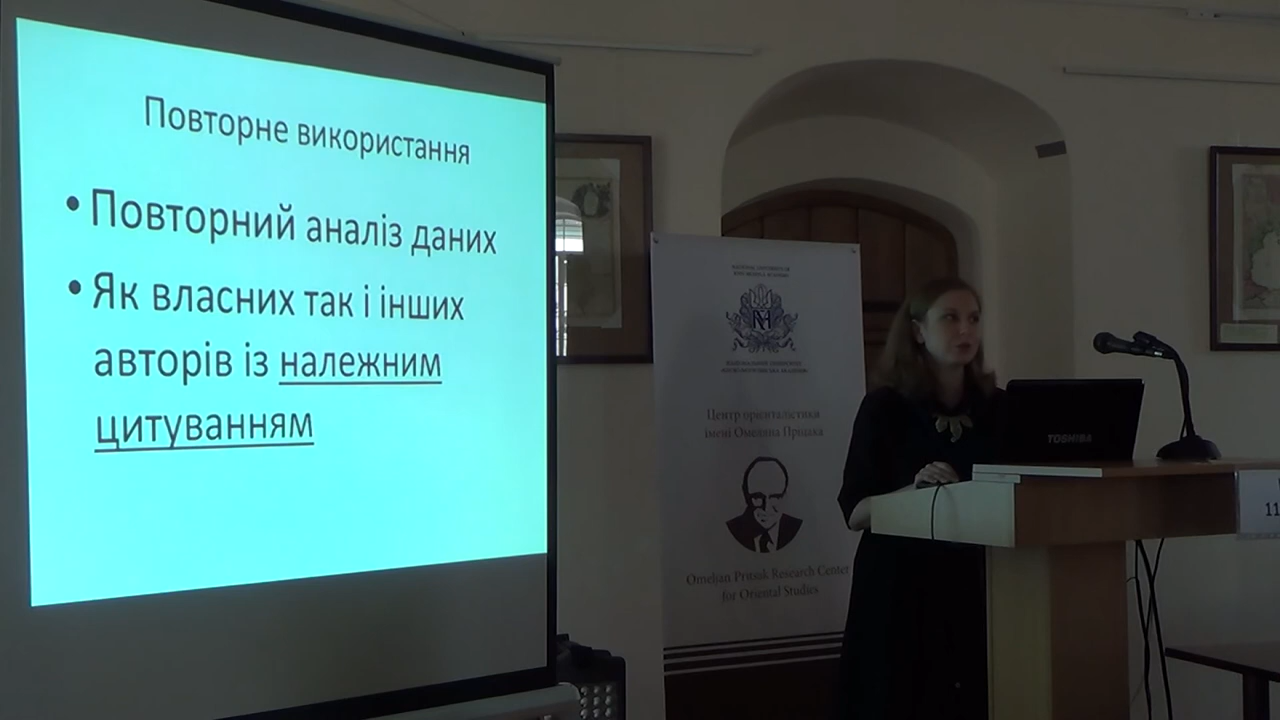 Повторне використання
• Повторний аналіз даних
• Як власних так і інших
авторів із належним
цитуванням
Центр орієнталістики
імені Омеляна Пріцака
Omeljan Pritsak Research Center
for Oriental Studies
TOSHIBA
11